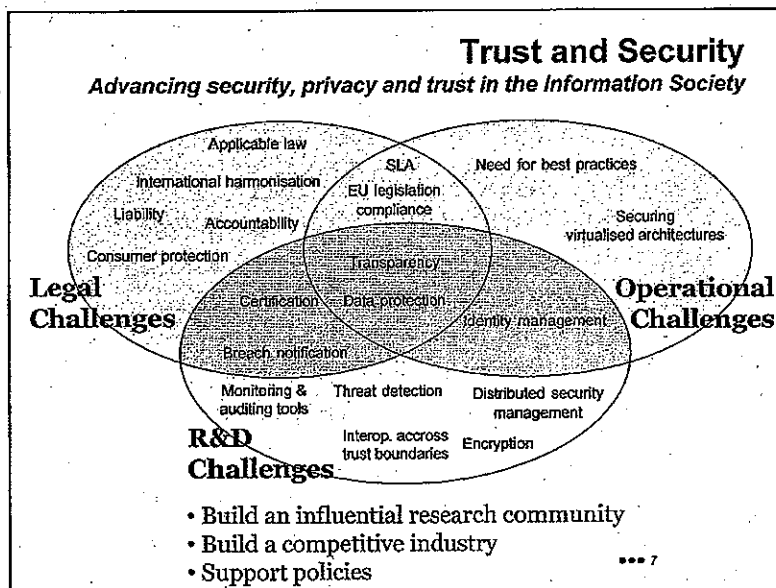 Trust and Security
Advancing security, privacy and trust in the Information Society
Applicable law
SLA
Need for best practices
International harmonisation
EU legislation
compliance
Liability
Accountability
Securing
virtualised architectures
Consumer protection
Transparency
Legal
Challenges
Operational
Challenges
Certification
Data protection
Identity management
Breach notification
Monitoring &
auditing tools
Threat detection
Distributed security
management
R&D
Challenges
Interop. accross
trust boundaries
Encryption
• Build an influential research community
• Build a competitive industry
• Support policies
••• 7